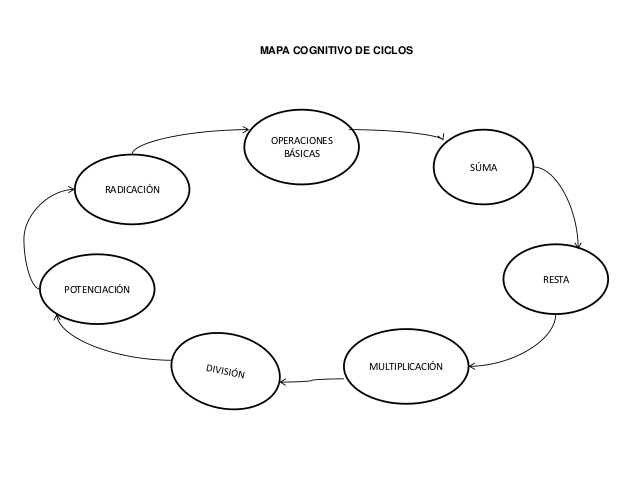 MAPA COGNITIVO DE CICLOS
OPERACIONES
BÁSICAS
SÚMA
RESTA
MULTIPLICACIÓN
DIVISIÓN
POTENCIACIÓN
RADICACIÓN